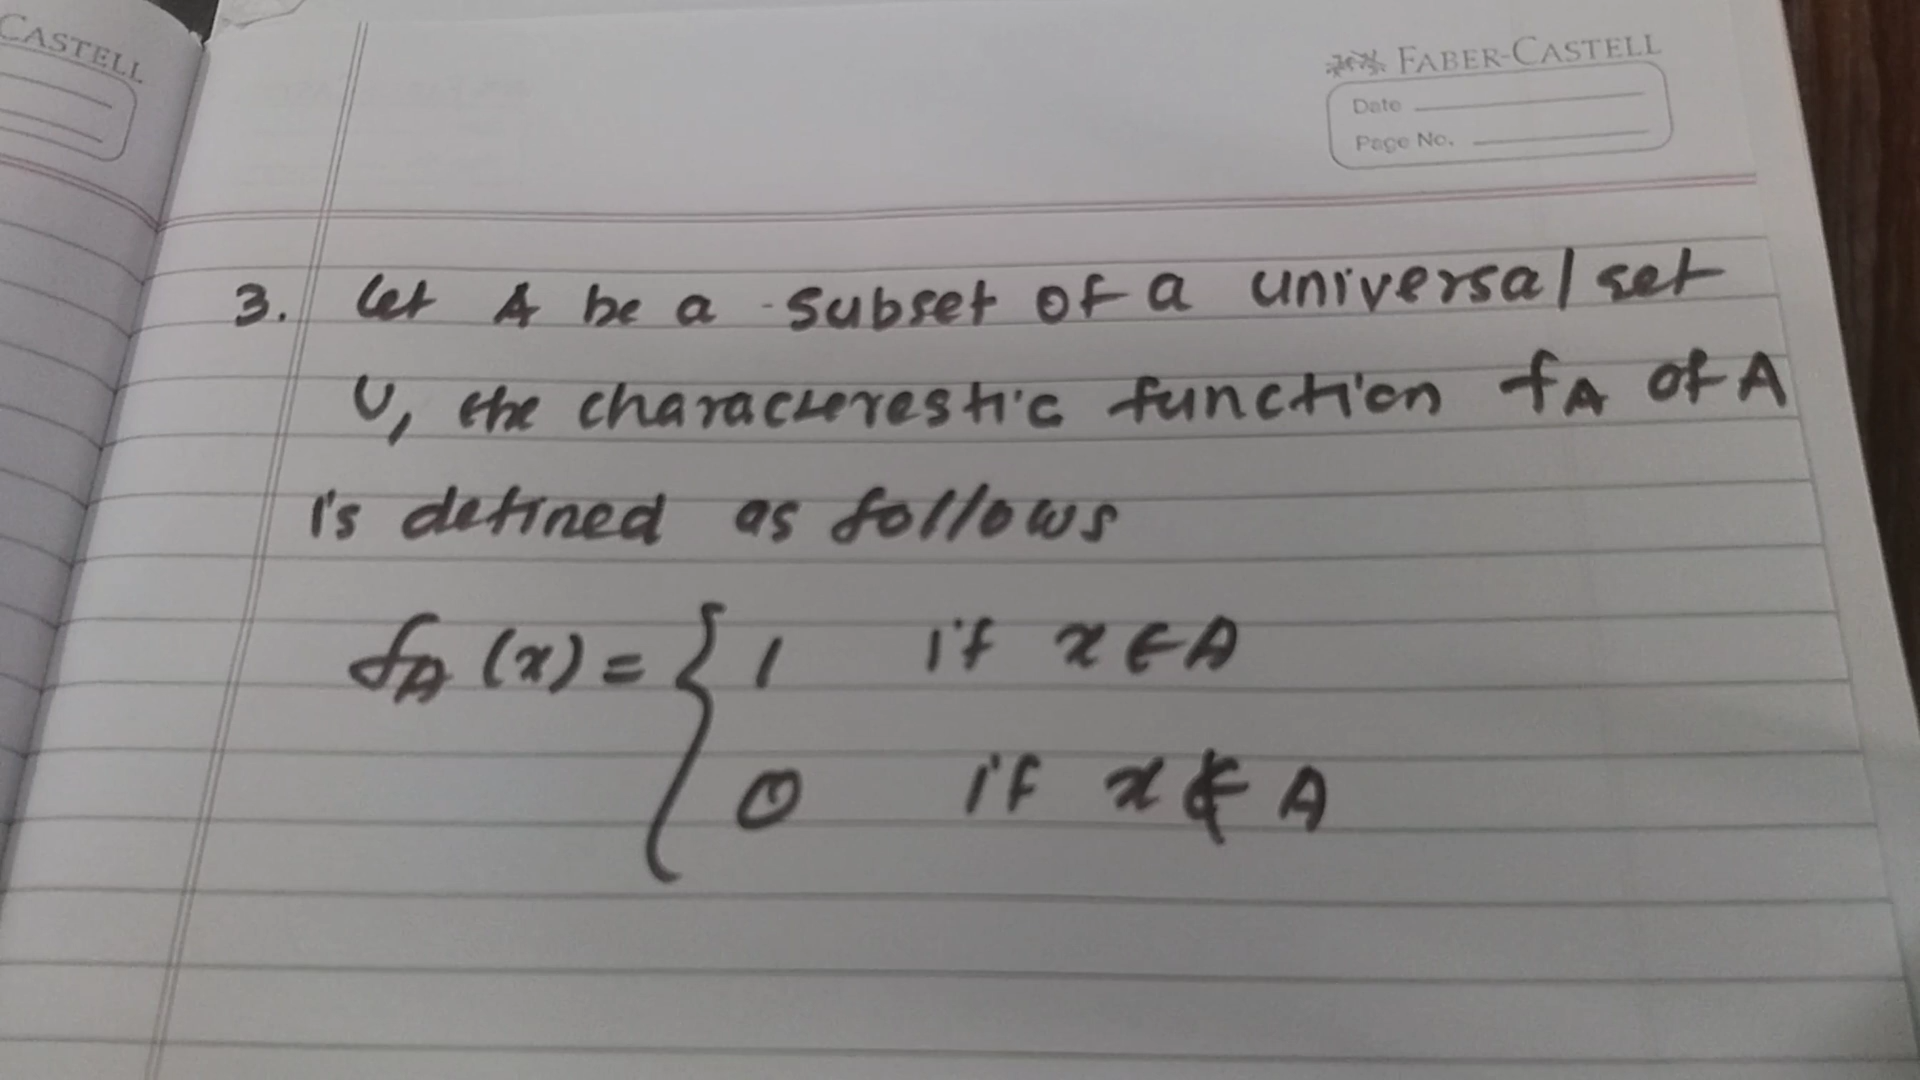 CASTELL
FABER-CASTELL
Date
Page No.
3. Let A be a subset of a universal set
U, the characterestic function fA of A
is defined as follows
fA (x) = { 1 if x ∈ A
0 if x ∉ A